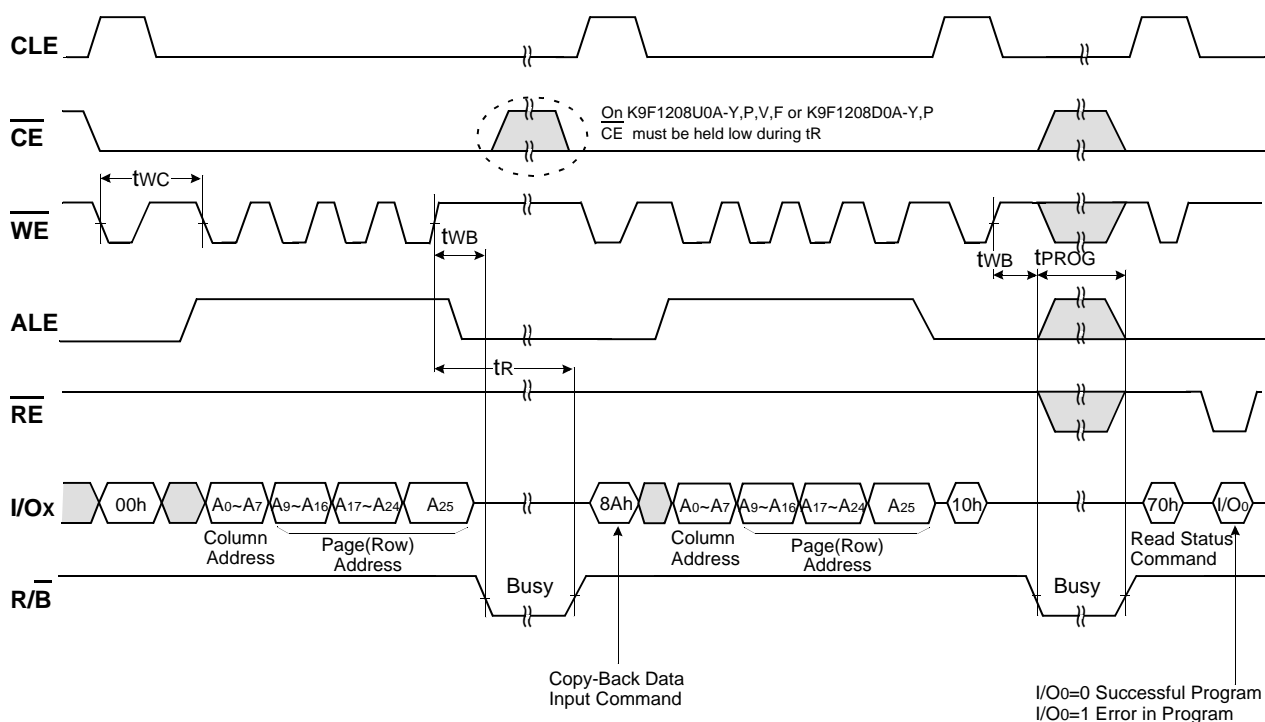 CLE
On K9F1208U0A-Y,P,V,F or K9F1208D0A-Y,P
CE must be held low during tR
CE
tWC
WE
tWB
tWB
tPROG
ALE
tR
RE
I/Ox
00h
A0~A7
A9~A16
A17~A24
A25
8Ah
A0~A7
A9~A16
A17~A24
A25
10h
70h
I/O0
Column
Address
Page(Row)
Address
Column
Address
Page(Row)
Address
Read Status
Command
R/B
Busy
Busy
Copy-Back Data
Input Command
I/O0=0 Successful Program
I/O0=1 Error in Program